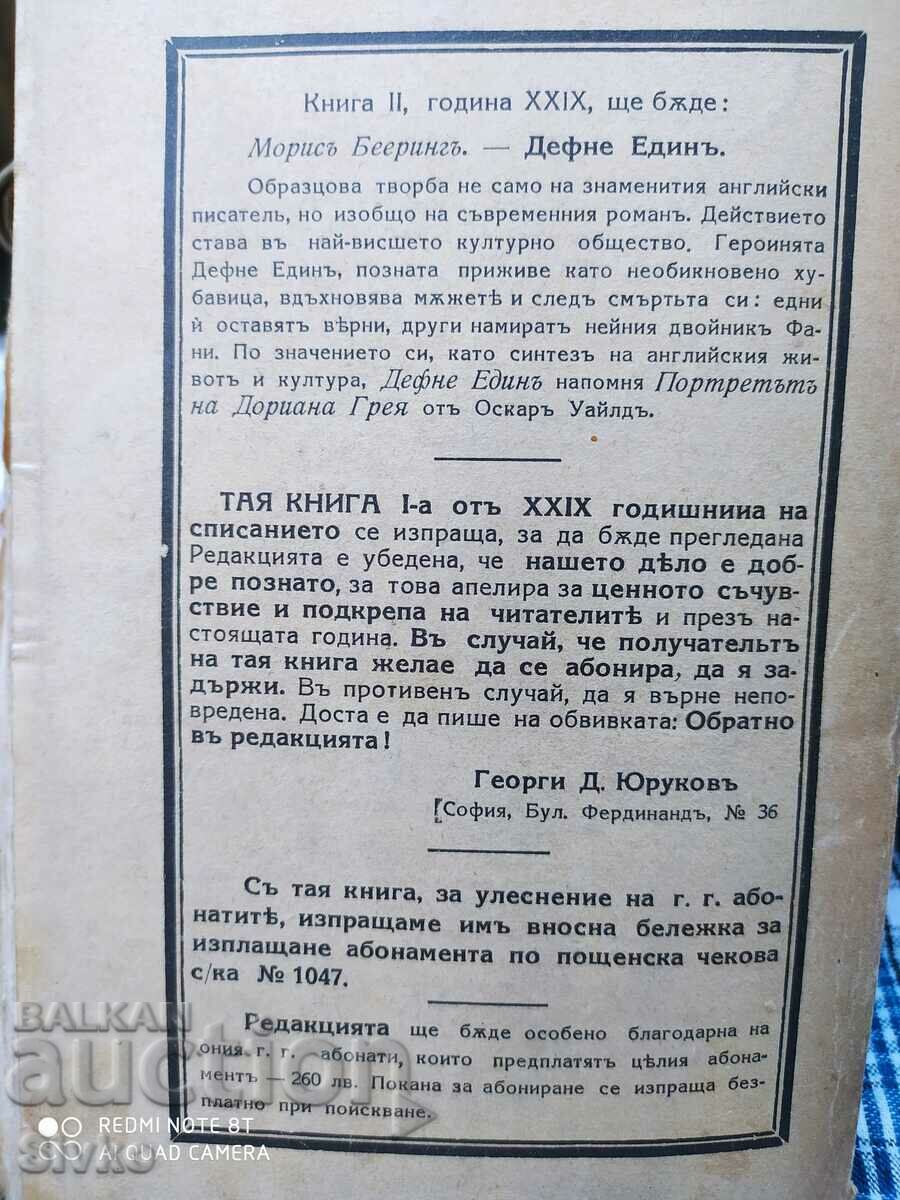 Книга II, година XXIX, ще бѫде:
Морисъ Беерингъ. — Дефне Единъ.
Образцова творба не само на знаменития английски
писатель, но изобщо на съвременния романъ. Действието
става въ най-висшето културно общество. Героинята
Дефне Единъ, позната приживе като необикновено ху-
бавица, вдъхновява мѫжетѣ и следъ смъртьта си: едни
ѝ оставятъ вѣрни, други намиратъ нейния двойникъ Фа-
ни. По значението си, като синтезъ на английския жи-
вотъ и култура, Дефне Единъ напомня Портретътъ
на Дориана Грея отъ Оскаръ Уайлдъ.
ТАЯ КНИГА I-а отъ XXIX годишнииа на
списанието се изпраща, за да бѫде прегледана
Редакцията е убедена, че нашето дѣло е доб-
ре познато, за това апелира за ценното съчув-
ствие и подкрепа на читателитѣ и презъ на-
стоящата година. Въ случай, че получательтъ
на тая книга желае да се абонира, да я за-
държи. Въ противенъ случай, да я върне непо-
вредена. Доста е да пише на обвивката: Обратно
въ редакцията!
Георги Д. Юруковъ
[София, Бул. Фердинандъ, № 36
Съ тая книга, за улеснение на г. г. або-
натитѣ, изпращаме имъ вносна бележка за
изплащане абонамента по пощенска чекова
с/ка № 1047.
Редакцията ще бѫде особено благодарна на
ония г. г. абонати, които предплатятъ цѣлия абона-
ментъ — 260 лв. Покана за абониране се изпраща без-
платно при поискване.
BALKAN
auction
REDMI NOTE 8T
AI QUAD CAMERA
Sivko